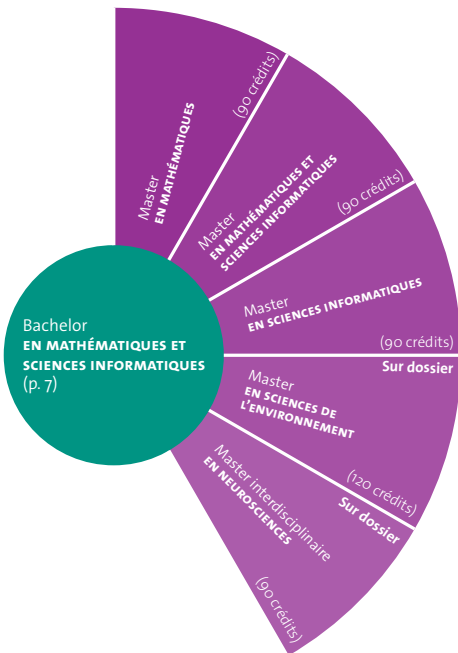 Bachelor
EN MATHÉMATIQUES ET
SCIENCES INFORMATIQUES
(p. 7)
Master
EN MATHÉMATIQUES
(90 crédits)
Master
EN MATHÉMATIQUES ET
SCIENCES INFORMATIQUES
(90 crédits)
Master
EN SCIENCES INFORMATIQUES
(90 crédits)
Sur dossier
Master
EN SCIENCES DE
L'ENVIRONNEMENT
(120 crédits)
Sur dossier
Master interdisciplinaire
EN NEUROSCIENCES
(90 crédits)